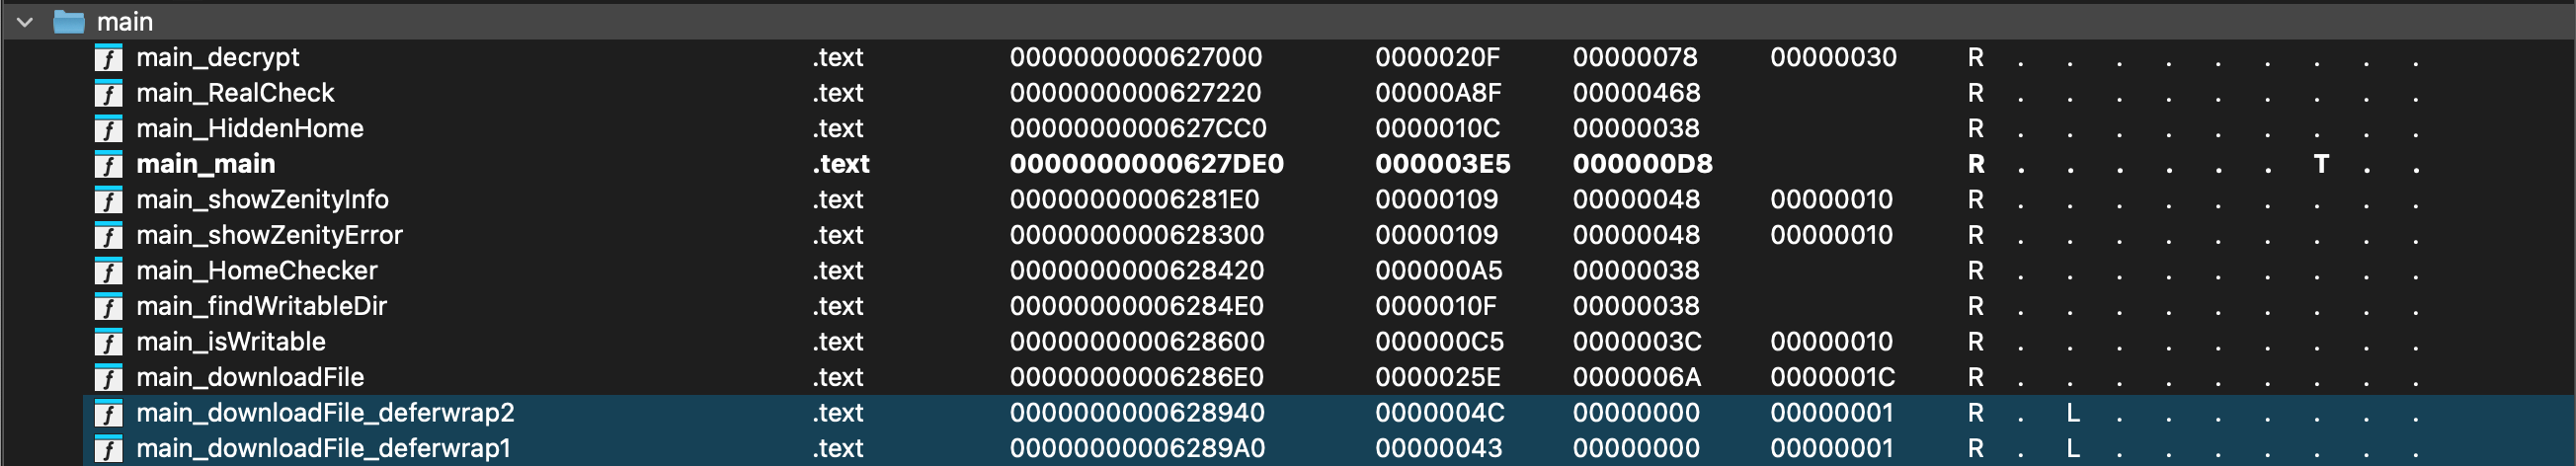 main
main_decrypt .text 0000000000627000 0000020F 00000078 00000030 R . . . . . . . . .
main_RealCheck .text 0000000000627220 00000A8F 00000468 R . . . . . . . . .
main_HiddenHome .text 0000000000627CC0 0000010C 00000038 R . . . . . . . . .
main_main .text 0000000000627DE0 000003E5 000000D8 R . . . . . . T . .
main_showZenityInfo .text 00000000006281E0 00000109 00000048 00000010 R . . . . . . . . .
main_showZenityError .text 0000000000628300 00000109 00000048 00000010 R . . . . . . . . .
main_HomeChecker .text 0000000000628420 000000A5 00000038 R . . . . . . . . .
main_findWritableDir .text 00000000006284E0 0000010F 00000038 R . . . . . . . . .
main_isWritable .text 0000000000628600 000000C5 0000003C 00000010 R . . . . . . . . .
main_downloadFile .text 00000000006286E0 0000025E 0000006A 0000001C R . . . . . . . . .
main_downloadFile_deferwrap2 .text 0000000000628940 0000004C 00000000 00000001 R . L . . . . . . .
main_downloadFile_deferwrap1 .text 00000000006289A0 00000043 00000000 00000001 R . L . . . . . . .